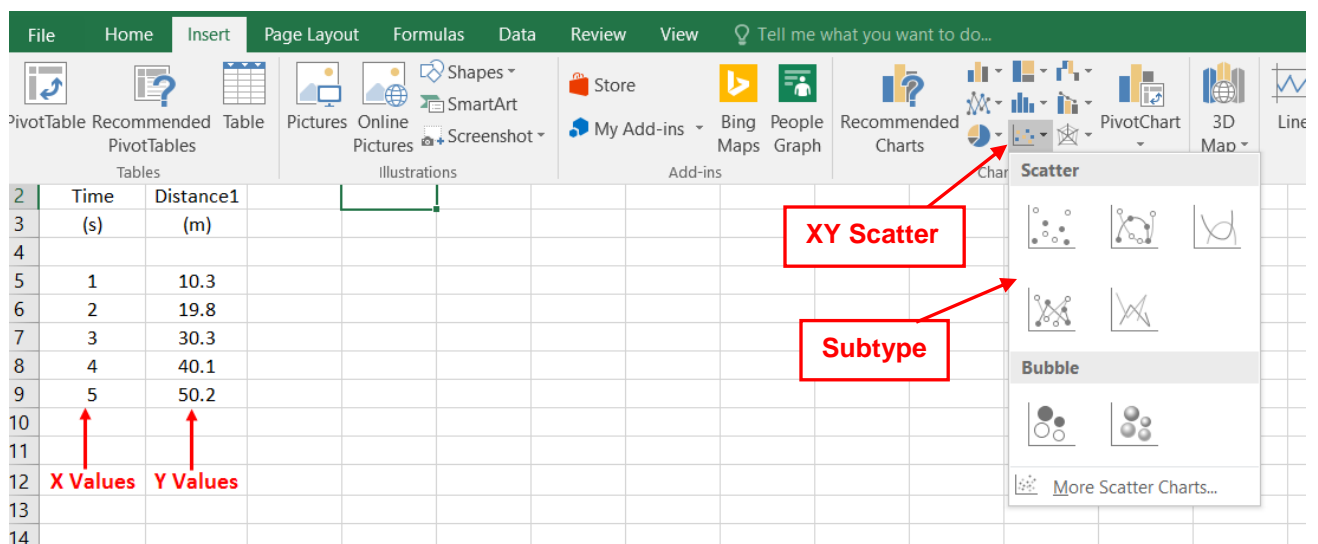 File Home Insert Page Layout Formulas Data Review View Tell me what you want to do...
PivotTable Recommended PivotTables Table Pictures Online Pictures Shapes SmartArt Screenshot Store My Add-ins Bing Maps People Graph Recommended Charts PivotChart 3D Map Line
Tables Illustrations Add-ins Char
2 Time Distance1
3 (s) (m)
4
5 1 10.3
6 2 19.8
7 3 30.3
8 4 40.1
9 5 50.2
10
11
12 X Values Y Values
13
14
XY Scatter
Subtype
Scatter
Bubble
More Scatter Charts...